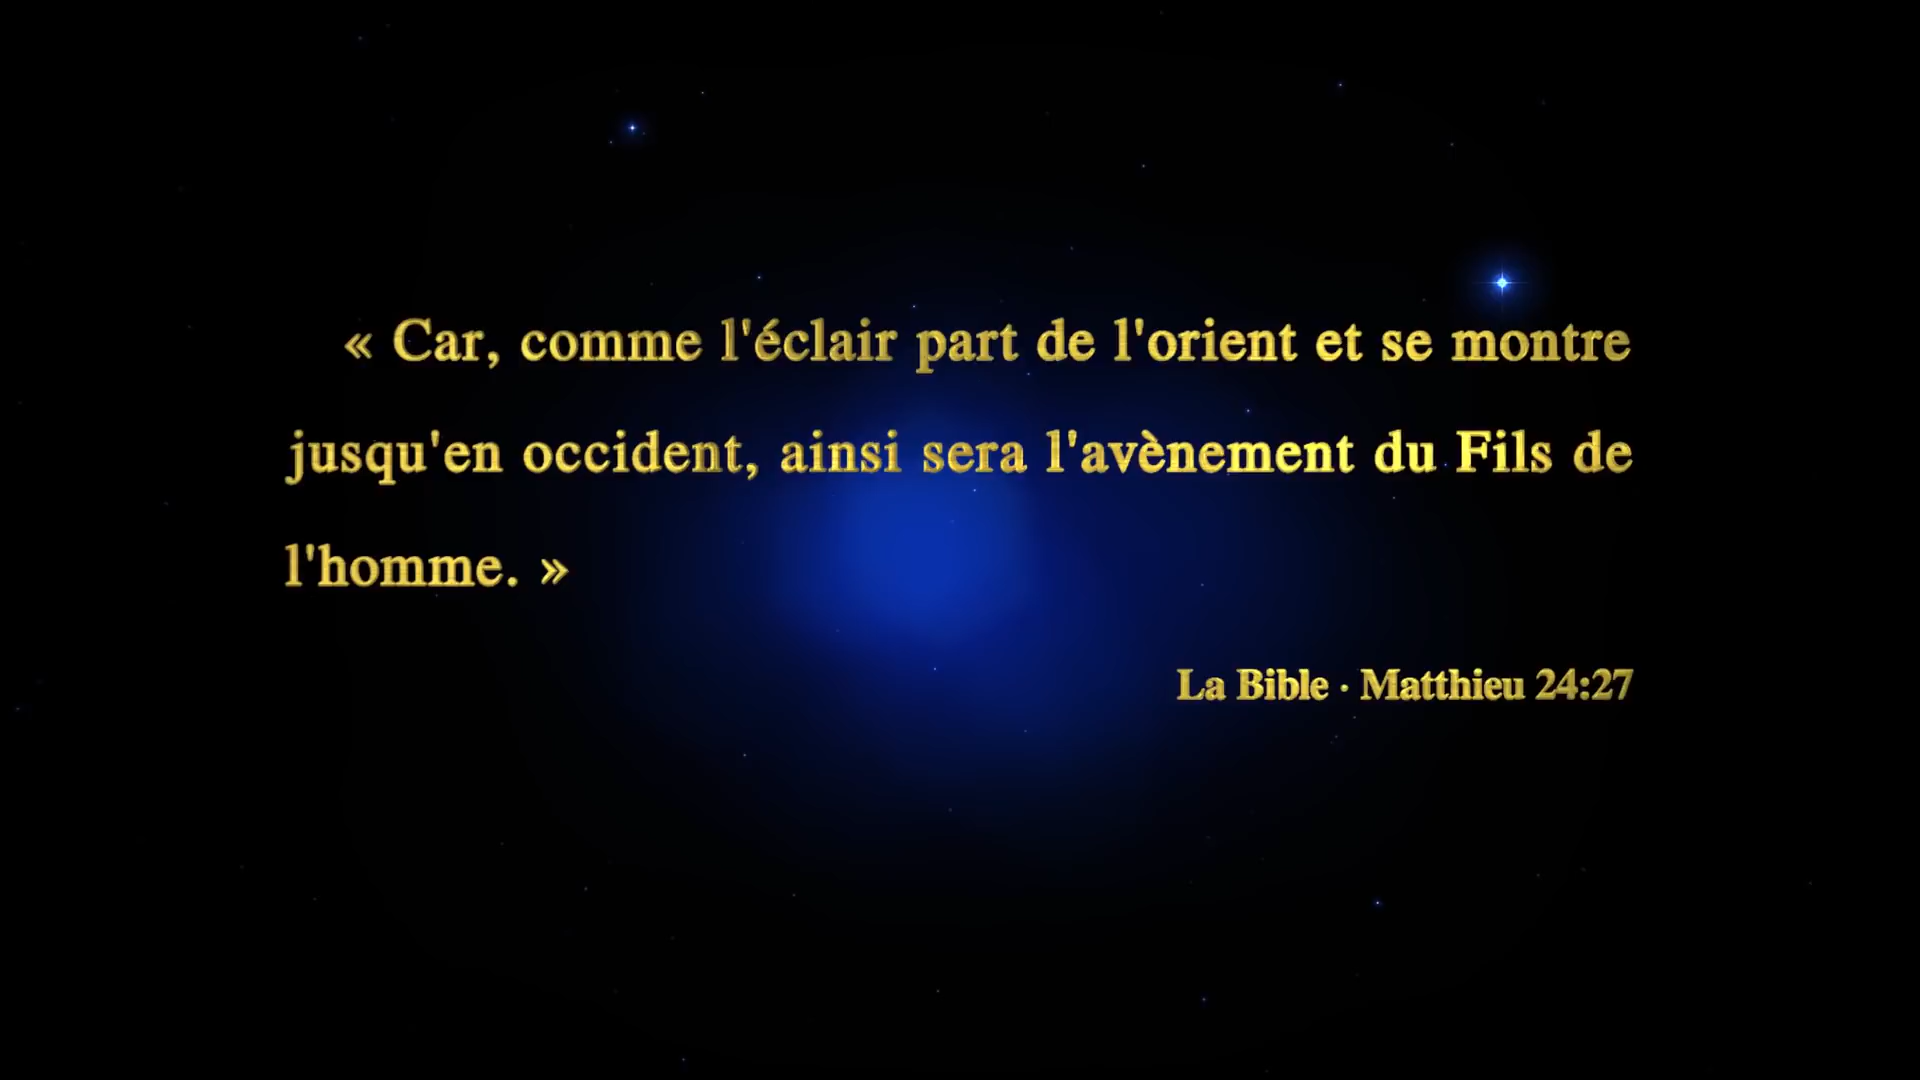 « Car, comme l'éclair part de l'orient et se montre
jusqu'en occident, ainsi sera l'avènement du Fils de
l'homme. »
La Bible · Matthieu 24:27